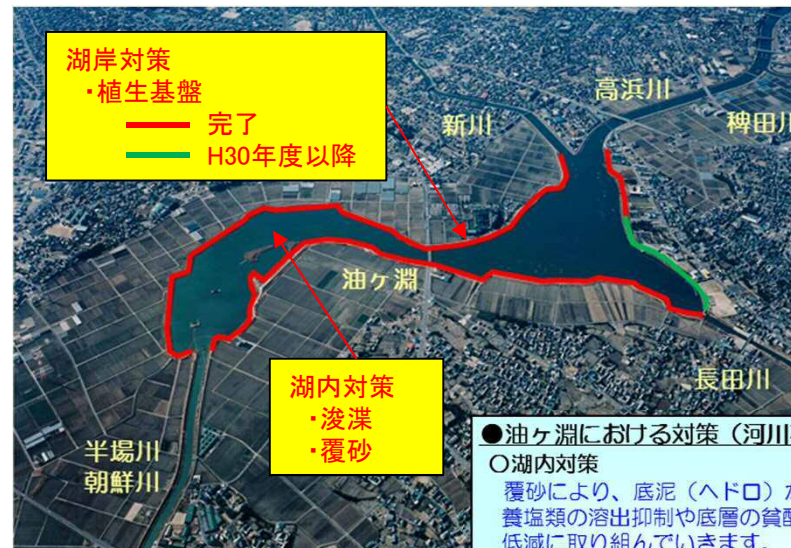 湖岸対策
・植生基盤
完了
H30年度以降
高浜川
新川
稗田川
油ヶ淵
湖内対策
・浚渫
・覆砂
長田川
半場川
朝鮮川
●油ヶ淵における対策（河川
○湖内対策
覆砂により、底泥（ヘドロ）か
養塩類の溶出抑制や底層の貧酸
低減に取り組んでいきます。